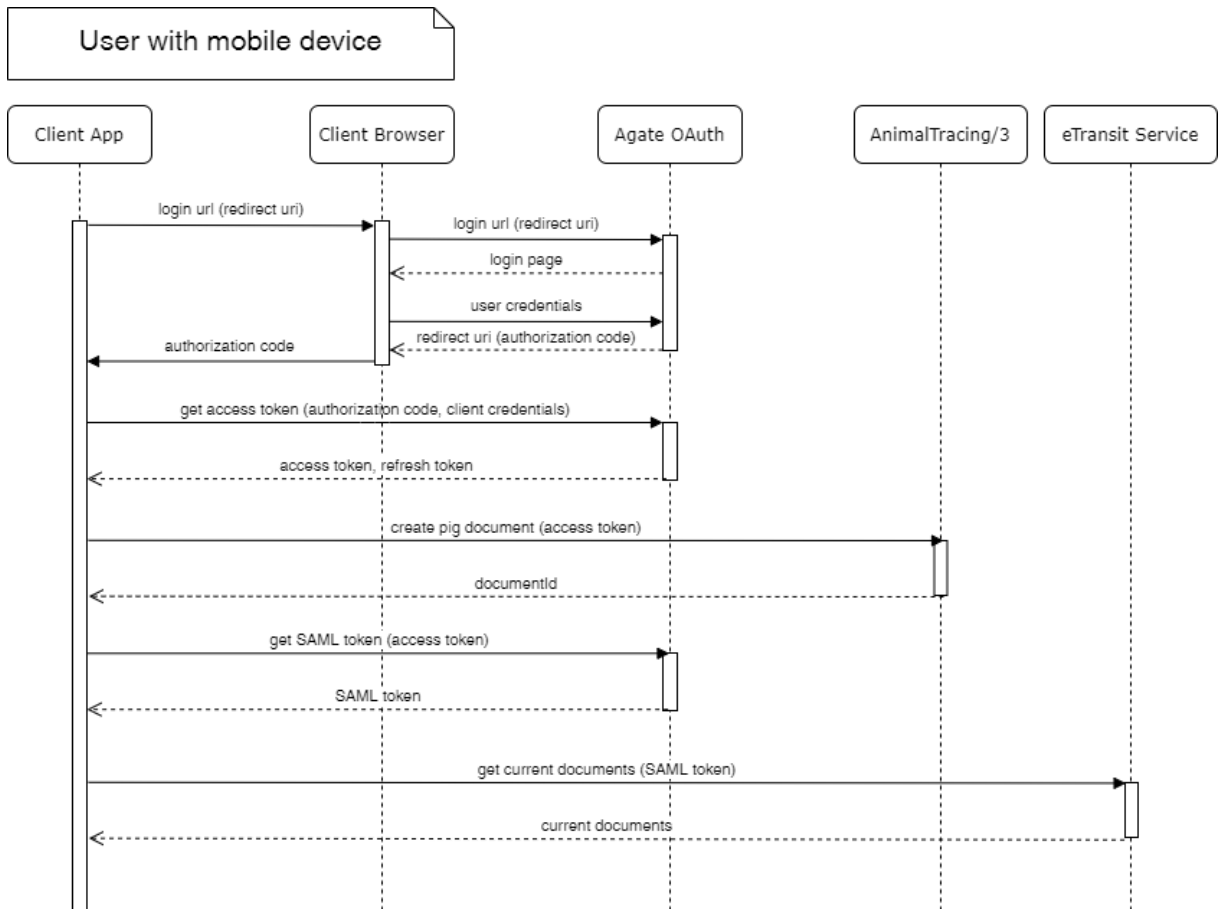 User with mobile device
Client App
Client Browser
Agate OAuth
AnimalTracing/3
eTransit Service
login url (redirect uri)
login url (redirect uri)
login page
user credentials
redirect uri (authorization code)
authorization code
get access token (authorization code, client credentials)
access token, refresh token
create pig document (access token)
documentId
get SAML token (access token)
SAML token
get current documents (SAML token)
current documents